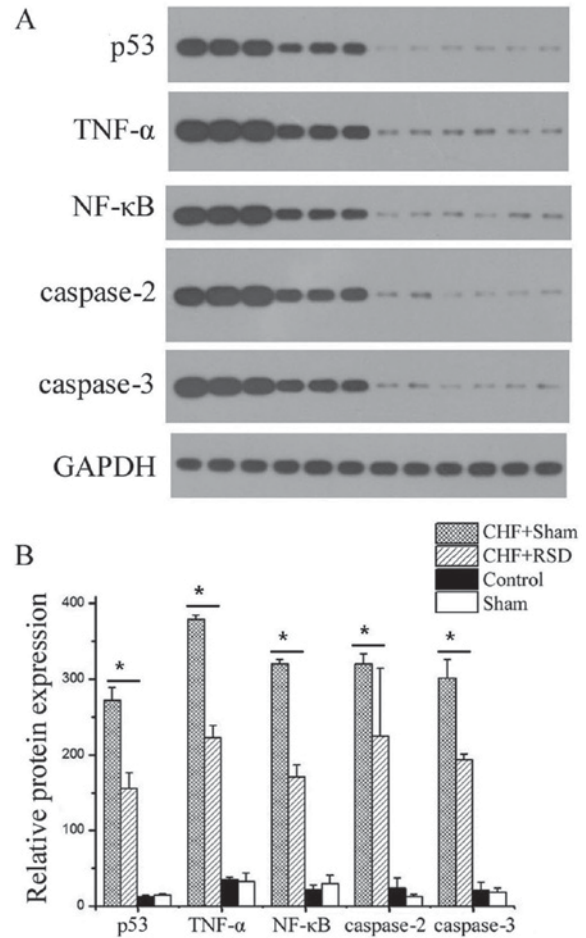 A
p53
TNF-α
NF-κB
caspase-2
caspase-3
GAPDH
B
CHF+Sham
CHF+RSD
Control
Sham
Relative protein expression
400
300
200
100
0
* * * * *
p53 TNF-α NF-κB caspase-2 caspase-3